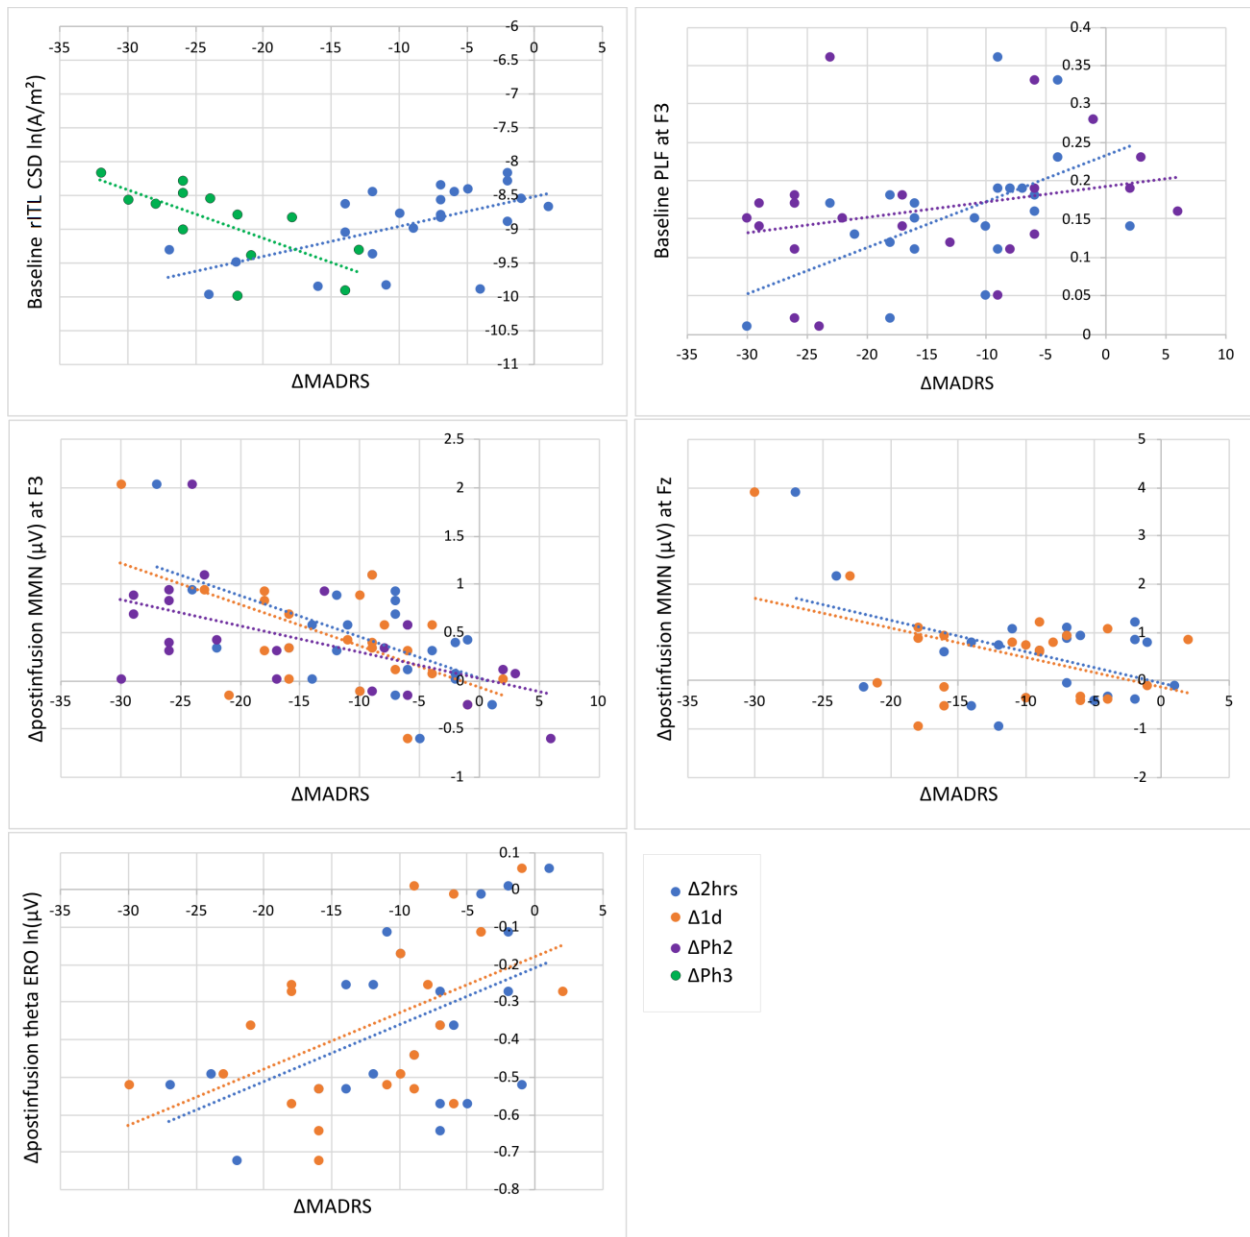 -6
-35 -30 -25 -20 -15 -10 -5 0 5
-6.5
-7
-7.5
-8
-8.5
-9
-9.5
-10
-10.5
-11
Baseline rITL CSD ln(A/m²)
ΔMADRS
0.4
0.35
0.3
0.25
0.2
0.15
0.1
0.05
0
-35 -30 -25 -20 -15 -10 -5 0 5 10
Baseline PLF at F3
ΔMADRS
2.5
2
1.5
1
0.5
0
-35 -30 -25 -20 -15 -10 -5 0 5 10
-0.5
-1
Δpostinfusion MMN (μV) at F3
ΔMADRS
5
4
3
2
1
0
-35 -30 -25 -20 -15 -10 -5 0 5
-1
-2
Δpostinfusion MMN (μV) at Fz
ΔMADRS
0.1
0
-35 -30 -25 -20 -15 -10 -5 0 5
-0.1
-0.2
-0.3
-0.4
-0.5
-0.6
-0.7
-0.8
Δpostinfusion theta ERO ln(μV)
ΔMADRS
Δ2hrs
Δ1d
ΔPh2
ΔPh3